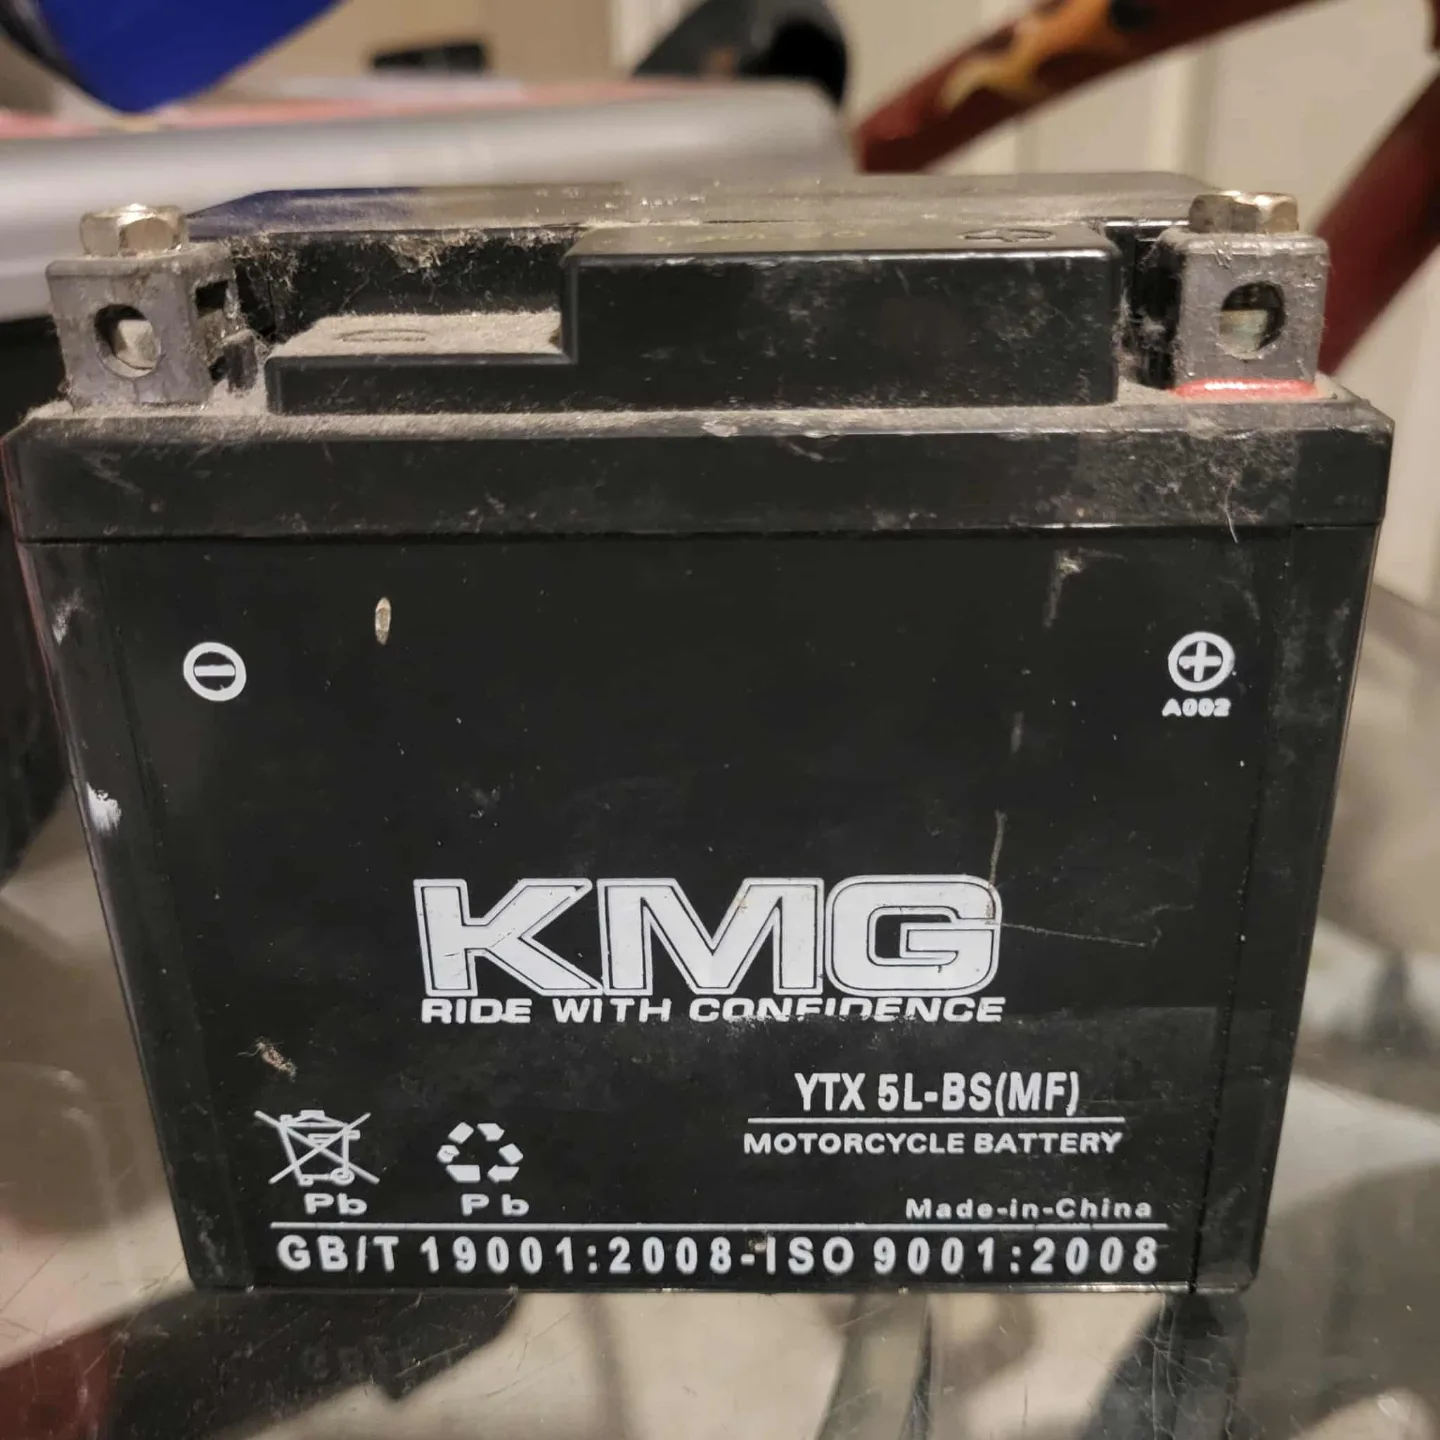 A002
KMG
RIDE WITH CONFIDENCE
YTX 5L-BS(MF)
MOTORCYCLE BATTERY
Pb Pb
Made-in-China
GB/T 19001:2008-ISO 9001:2008